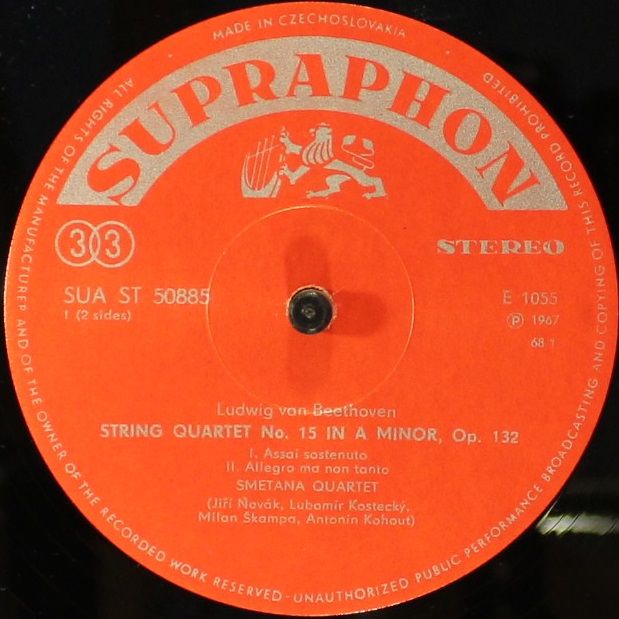 MADE IN CZECHOSLOVAKIA
SUPRAPHON
33
STEREO
SUA ST 50885
1 (2 sides)
E 1055
Ⓟ 1967
68 1
Ludwig von Beethoven
STRING QUARTET No. 15 IN A MINOR, Op. 132
I. Assai sostenuto
II. Allegro ma non tanto
SMETANA QUARTET
(Jiří Novák, Lubomír Kostecký,
Milan Škampa, Antonín Kohout)
ALL RIGHTS OF THE MANUFACTURER AND OF THE OWNER OF THE RECORDED WORK RESERVED - UNAUTHORIZED PUBLIC PERFORMANCE BROADCASTING AND COPYING OF THIS RECORD PROHIBITED